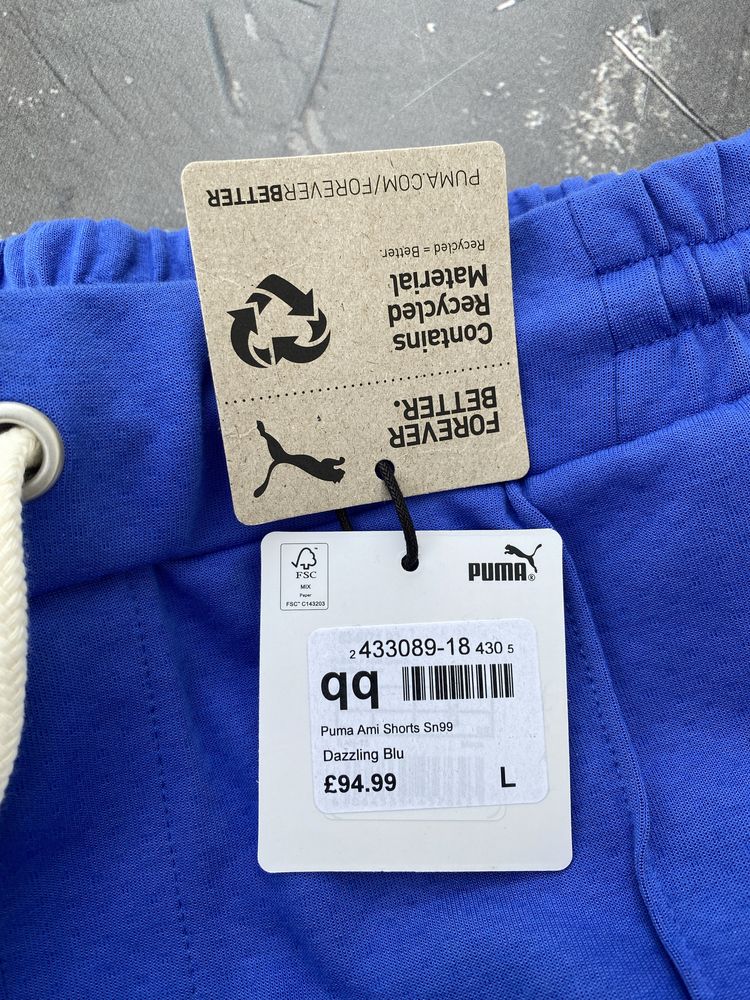 PUMA.COM/FOREVERBETTER
Recycled = Better.
Contains
Recycled
Material
FOREVER
BETTER.
FSC
MIX
Paper
FSC™ C143203
PUMA®
2 433089-18 430 5
qq
Puma Ami Shorts Sn99
Dazzling Blu
£94.99 L